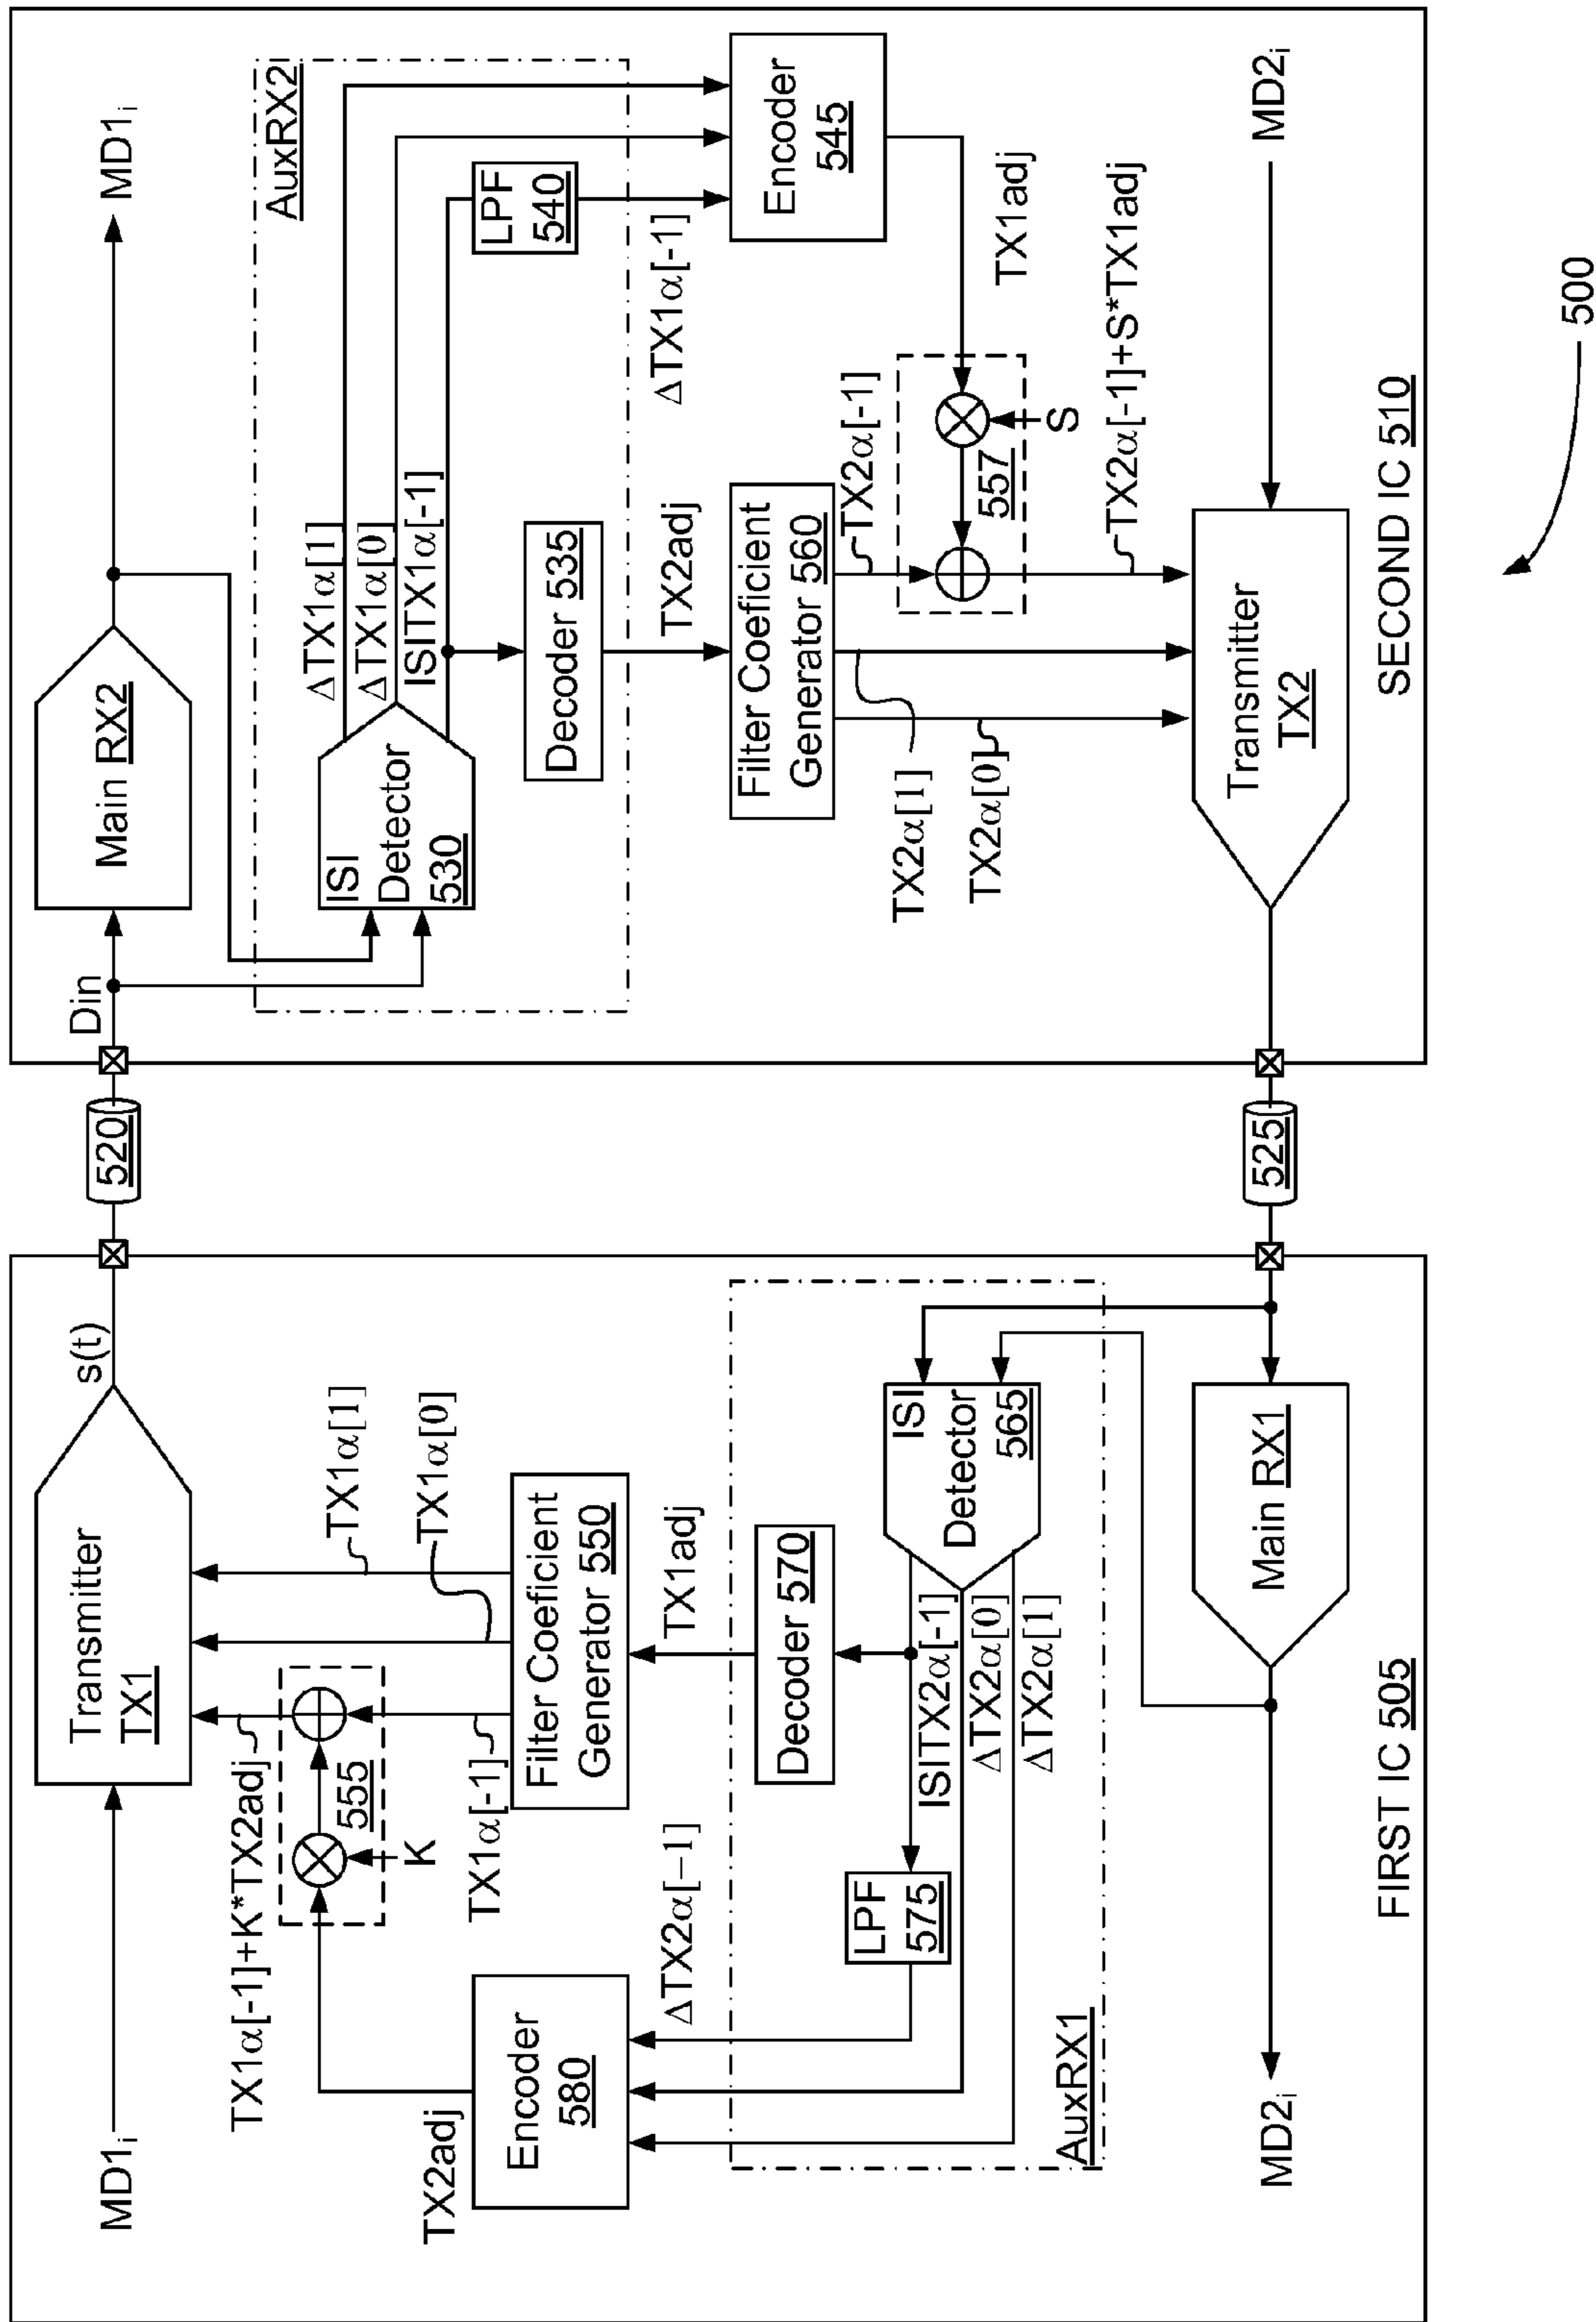 MD1i
Transmitter
TX1
s(t)
520
Din
Main RX2
MD1i
TX1α[-1]+K*TX2adj
555
K
TX1α[-1]
TX1α[0]
TX1α[1]
Filter Coeficient
Generator 550
TX2adj
Encoder
580
ΔTX2α[−1]
TX1adj
Decoder 570
LPF
575
ISITX2α[-1]
ΔTX2α[0]
ΔTX2α[1]
ISI
Detector
565
AuxRX1
Main RX1
MD2i
FIRST IC 505
525
AuxRX2
ISI
Detector
530
ΔTX1α[1]
ΔTX1α[0]
ISITX1α[-1]
LPF
540
Decoder 535
TX2adj
ΔTX1α[-1]
Encoder
545
Filter Coeficient
Generator 560
TX2α[-1]
TX1adj
557
S
TX2α[1]
TX2α[0]
TX2α[-1]+S*TX1adj
Transmitter
TX2
MD2i
SECOND IC 510
500